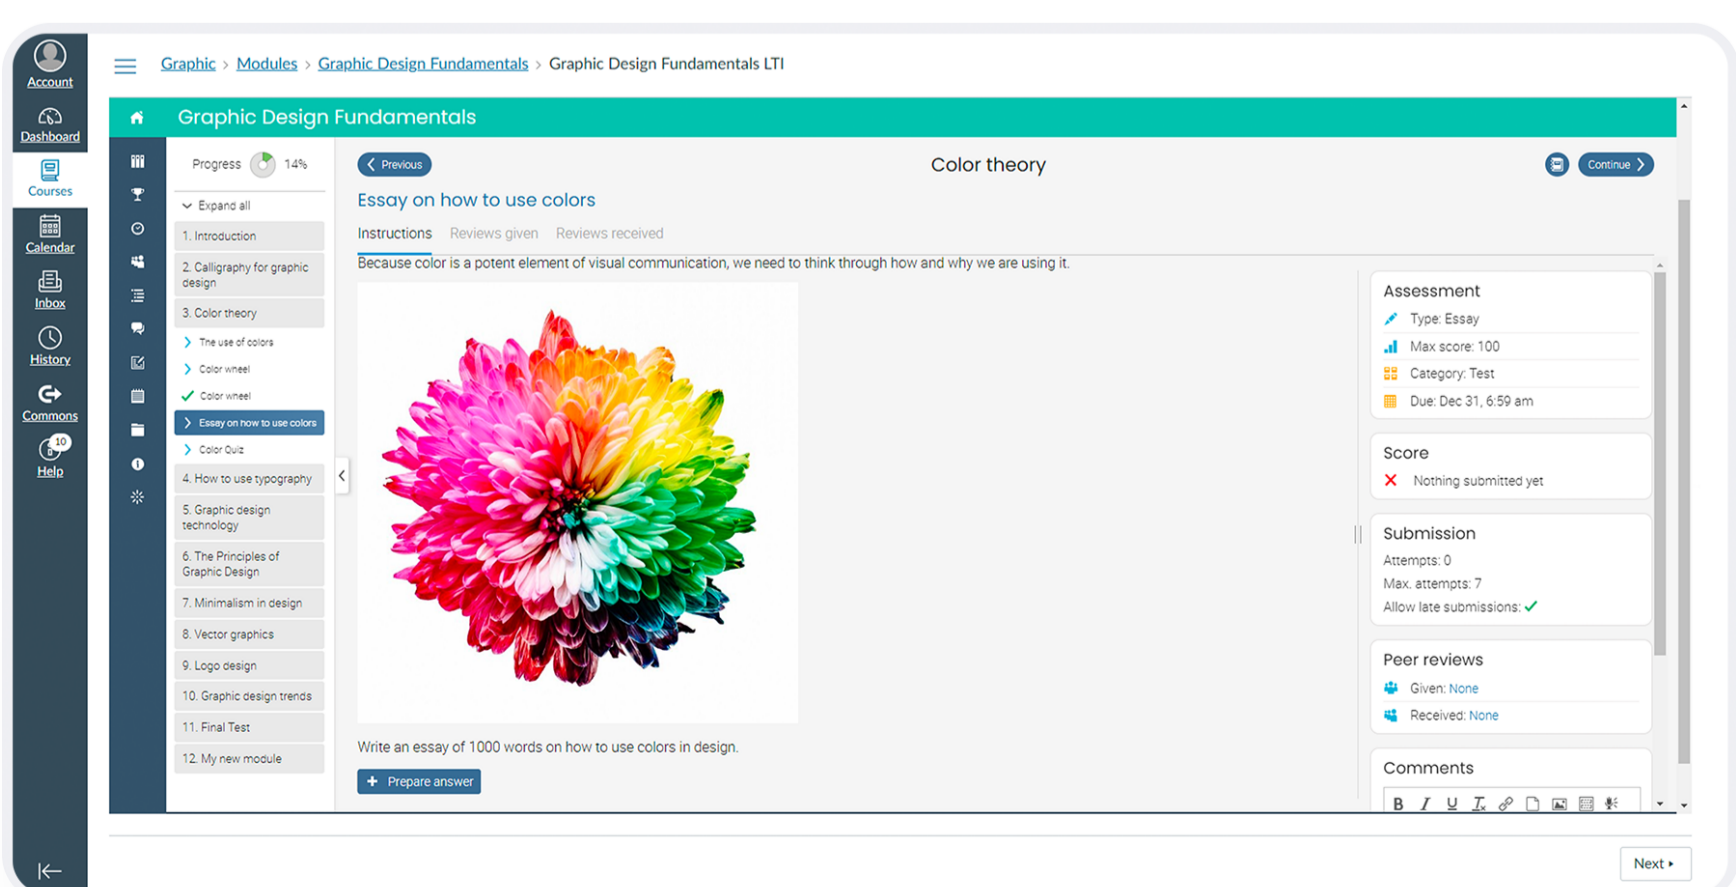 Account
Dashboard
Courses
Calendar
Inbox
History
Commons
10
Help
Graphic > Modules > Graphic Design Fundamentals > Graphic Design Fundamentals LTI
Graphic Design Fundamentals
Progress 14%
Expand all
1. Introduction
2. Calligraphy for graphic
design
3. Color theory
The use of colors
Color wheel
Color wheel
Essay on how to use colors
Color Quiz
4. How to use typography
5. Graphic design
technology
6. The Principles of
Graphic Design
7. Minimalism in design
8. Vector graphics
9. Logo design
10. Graphic design trends
11. Final Test
12. My new module
Previous
Color theory
Continue
Essay on how to use colors
Instructions Reviews given Reviews received
Because color is a potent element of visual communication, we need to think through how and why we are using it.
Write an essay of 1000 words on how to use colors in design.
+ Prepare answer
Assessment
Type: Essay
Max score: 100
Category: Test
Due: Dec 31, 6:59 am
Score
Nothing submitted yet
Submission
Attempts: 0
Max. attempts: 7
Allow late submissions:
Peer reviews
Given: None
Received: None
Comments
B I U Tx
Next